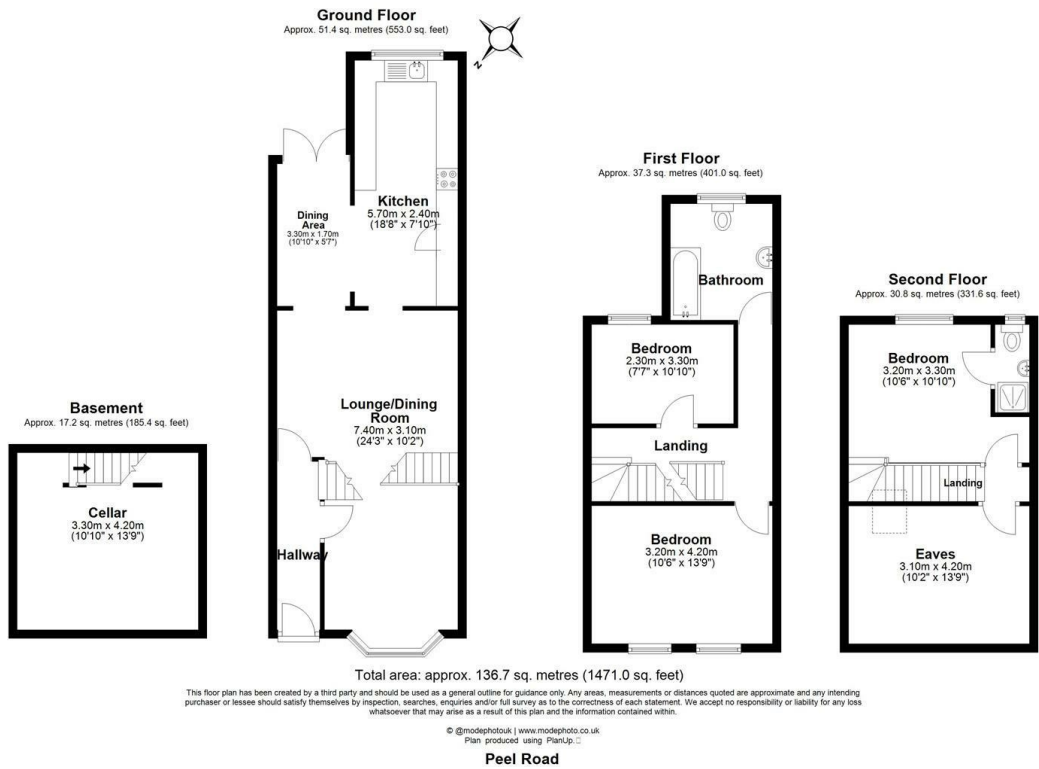 Ground Floor
Approx. 51.4 sq. metres (553.0 sq. feet)
N
Kitchen
5.70m x 2.40m
(18'8" x 7'10")
Dining
Area
3.30m x 1.70m
(10'10" x 5'7")
Lounge/Dining
Room
7.40m x 3.10m
(24'3" x 10'2")
Hallway
Basement
Approx. 17.2 sq. metres (185.4 sq. feet)
Cellar
3.30m x 4.20m
(10'10" x 13'9")
First Floor
Approx. 37.3 sq. metres (401.0 sq. feet)
Bathroom
Bedroom
2.30m x 3.30m
(7'7" x 10'10")
Landing
Bedroom
3.20m x 4.20m
(10'6" x 13'9")
Second Floor
Approx. 30.8 sq. metres (331.6 sq. feet)
Bedroom
3.20m x 3.30m
(10'6" x 10'10")
Landing
Eaves
3.10m x 4.20m
(10'2" x 13'9")
Total area: approx. 136.7 sq. metres (1471.0 sq. feet)
This floor plan has been created by a third party and should be used as a general outline for guidance only. Any areas, measurements or distances quoted are approximate and any intending
purchaser or lessee should satisfy themselves by inspection, searches, enquiries and/or full survey as to the correctness of each statement. We accept no responsibility or liability for any loss
whatsoever that may arise as a result of this plan and the information contained within.
© @modephotouk | www.modephoto.co.uk
Plan produced using PlanUp.
Peel Road